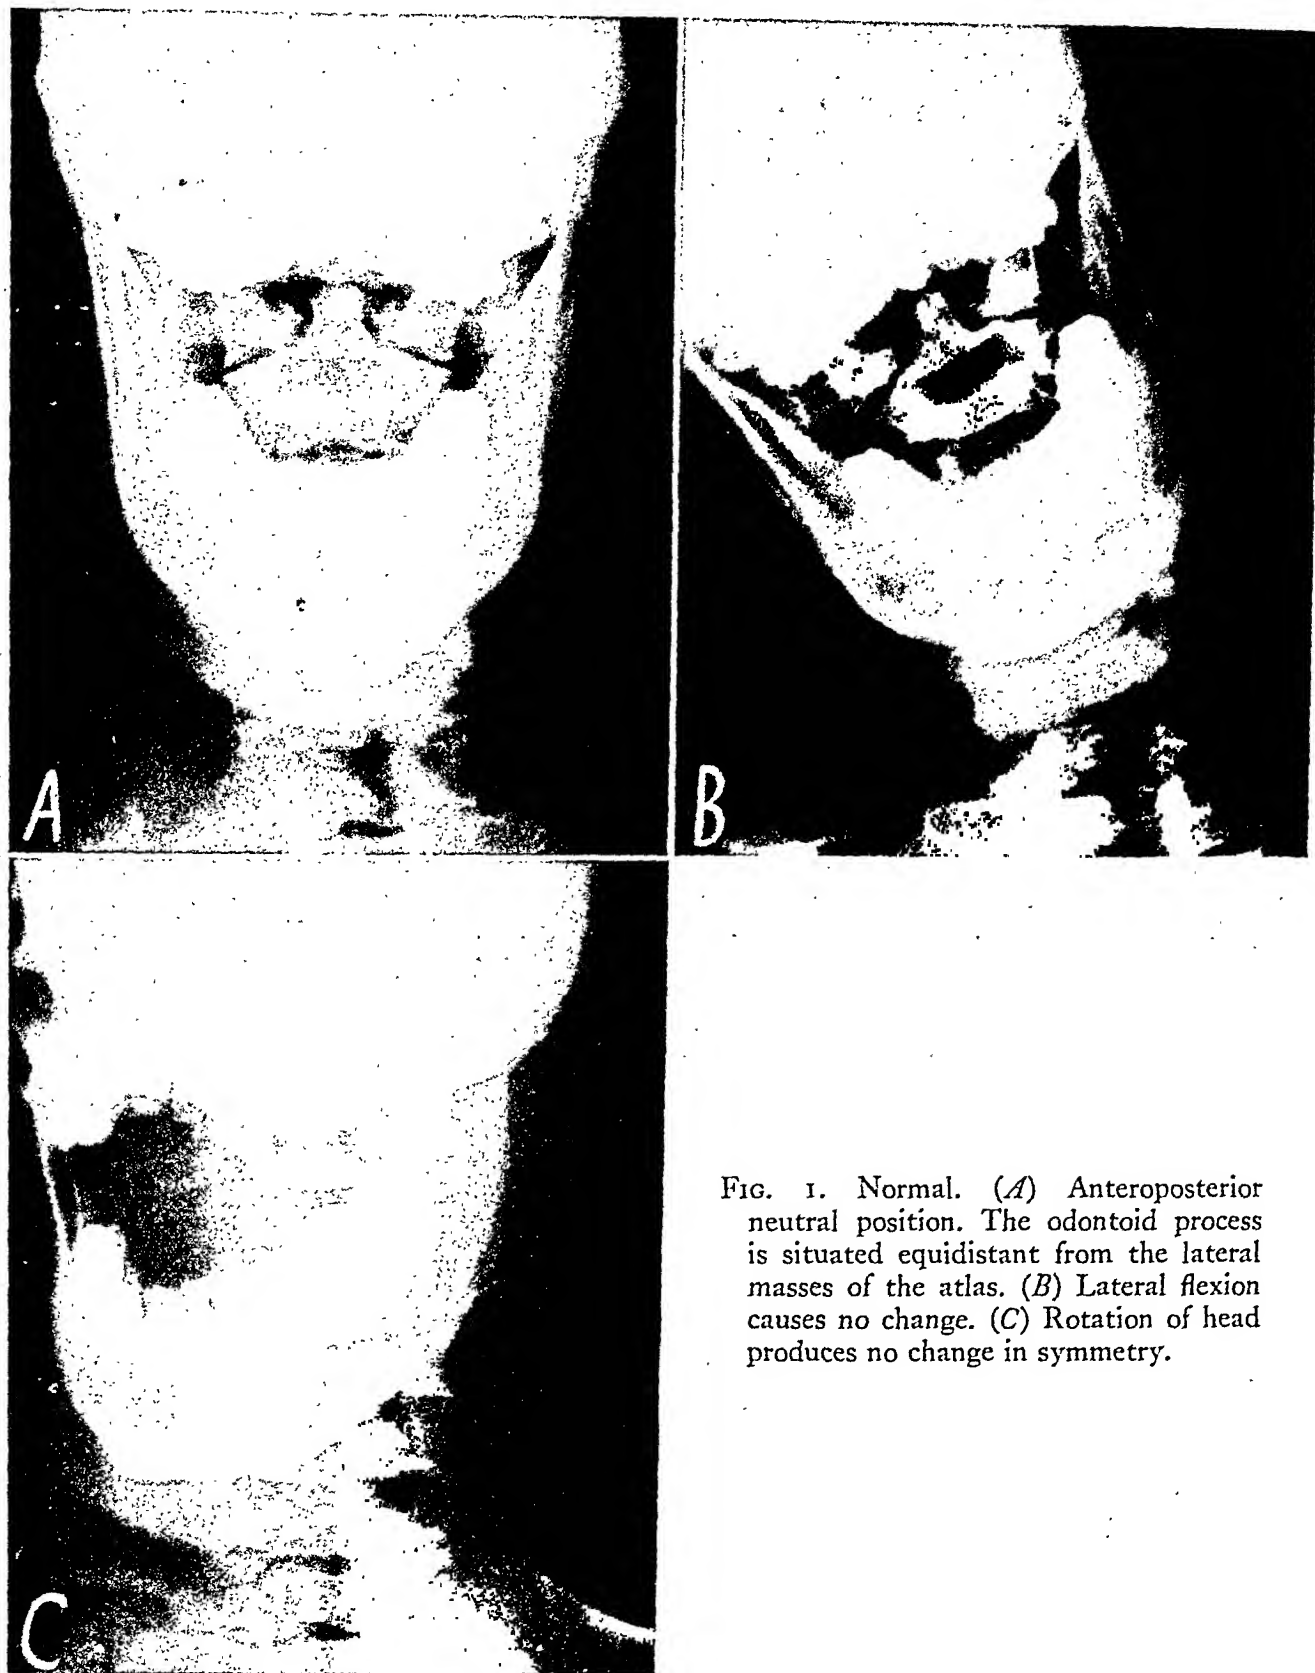 A
B
C
FIG. 1. Normal. (A) Anteroposterior
neutral position. The odontoid process
is situated equidistant from the lateral
masses of the atlas. (B) Lateral flexion
causes no change. (C) Rotation of head
produces no change in symmetry.